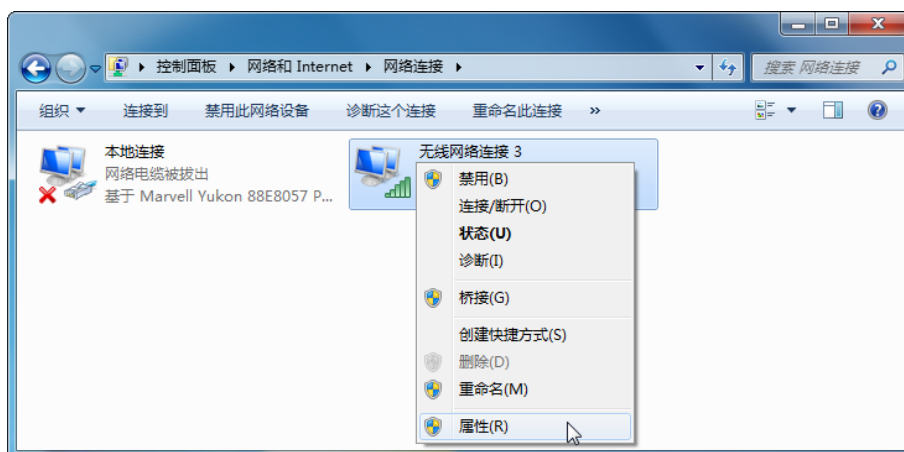 控制面板 网络和 Internet 网络连接 搜索 网络连接
组织 连接到 禁用此网络设备 诊断这个连接 重命名此连接 »
本地连接
网络电缆被拔出
基于 Marvell Yukon 88E8057 P...
无线网络连接 3
禁用(B)
连接/断开(O)
状态(U)
诊断(I)
桥接(G)
创建快捷方式(S)
删除(D)
重命名(M)
属性(R)